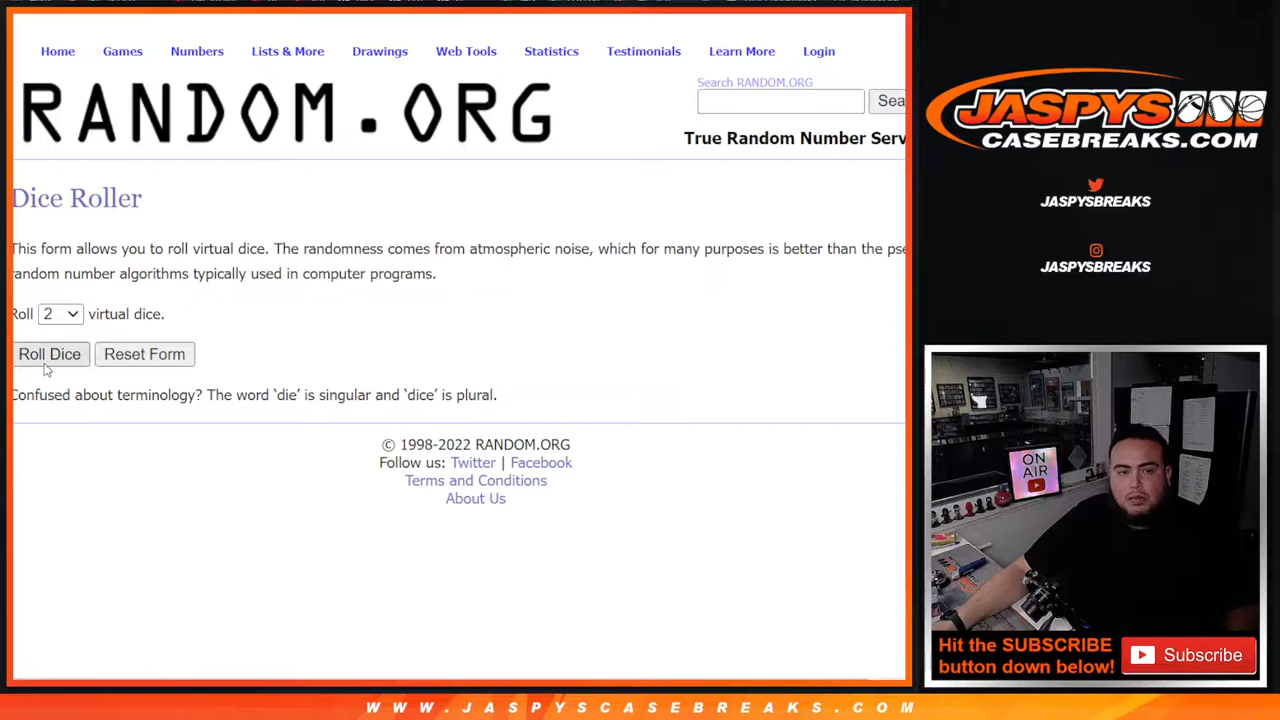 Home Games Numbers Lists & More Drawings Web Tools Statistics Testimonials Learn More Login
RANDOM.ORG
Search RANDOM.ORG
Sea
True Random Number Serv
Dice Roller
This form allows you to roll virtual dice. The randomness comes from atmospheric noise, which for many purposes is better than the pse
random number algorithms typically used in computer programs.
Roll 2 virtual dice.
Roll Dice Reset Form
Confused about terminology? The word ‘die’ is singular and ‘dice’ is plural.
© 1998-2022 RANDOM.ORG
Follow us: Twitter | Facebook
Terms and Conditions
About Us
JASPYS
CASEBREAKS.COM
JASPYSBREAKS
JASPYSBREAKS
ON
AIR
Hit the SUBSCRIBE
button down below!
Subscribe
WWW.JASPYSCASEBREAKS.COM